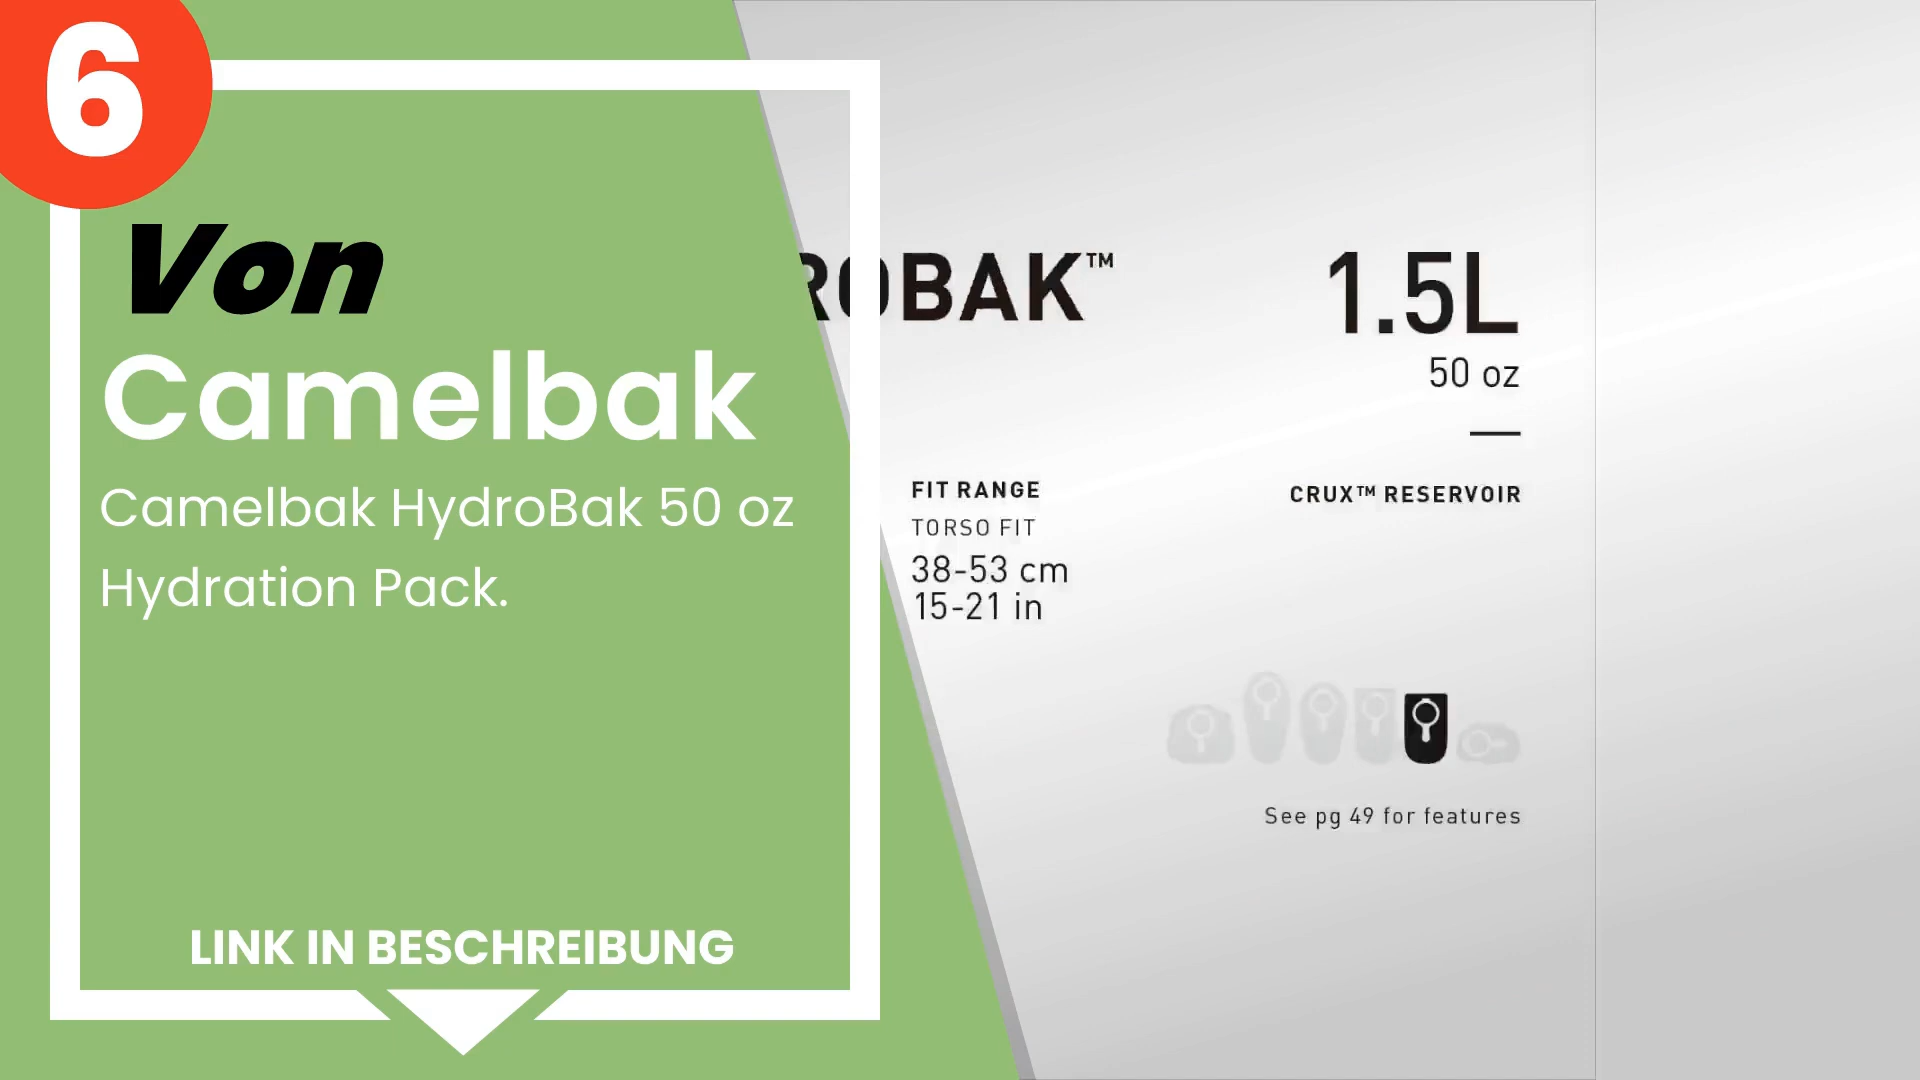 6
Von
Camelbak
Camelbak HydroBak 50 oz
Hydration Pack.
LINK IN BESCHREIBUNG
ROBAK™
1.5L
50 oz
FIT RANGE
TORSO FIT
38-53 cm
15-21 in
CRUX™ RESERVOIR
See pg 49 for features